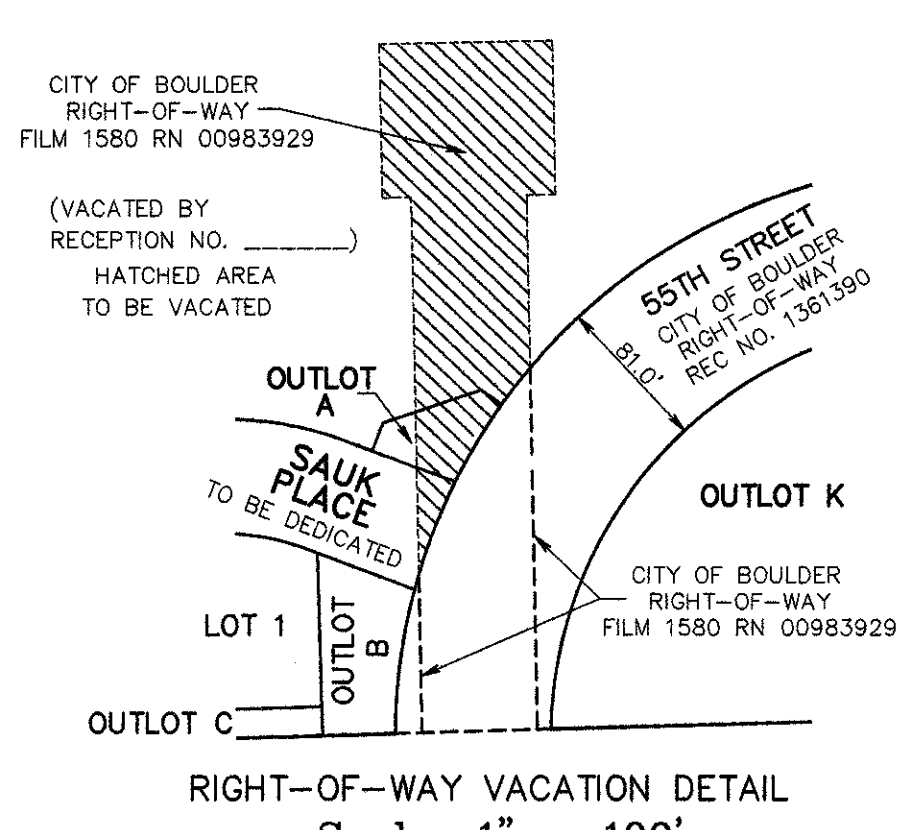 CITY OF BOULDER
RIGHT-OF-WAY
FILM 1580 RN 00983929
(VACATED BY
RECEPTION NO. ______)
HATCHED AREA
TO BE VACATED
55TH STREET
CITY OF BOULDER
RIGHT-OF-WAY
REC NO. 1361390
81.0'
OUTLOT
A
SAUK
PLACE
TO BE DEDICATED
OUTLOT K
CITY OF BOULDER
RIGHT-OF-WAY
FILM 1580 RN 00983929
LOT 1
OUTLOT
B
OUTLOT C
RIGHT-OF-WAY VACATION DETAIL